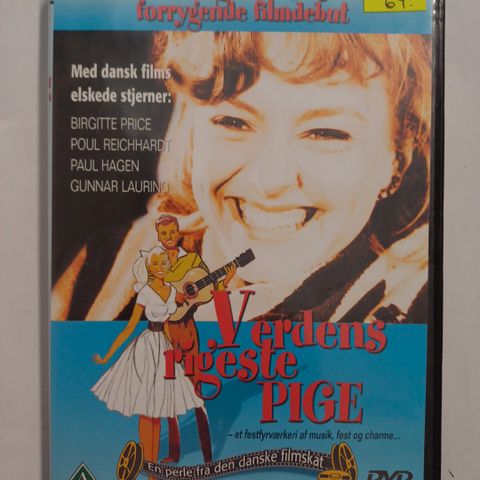 forrygende filmdebut
69.-
Med dansk films
elskede stjerner:
BIRGITTE PRICE
POUL REICHHARDT
PAUL HAGEN
GUNNAR LAURING
Verdens
rigeste
PIGE
– et festfyrværkeri af musik, fest og charme...
En perle fra den danske filmskat
A
DVD